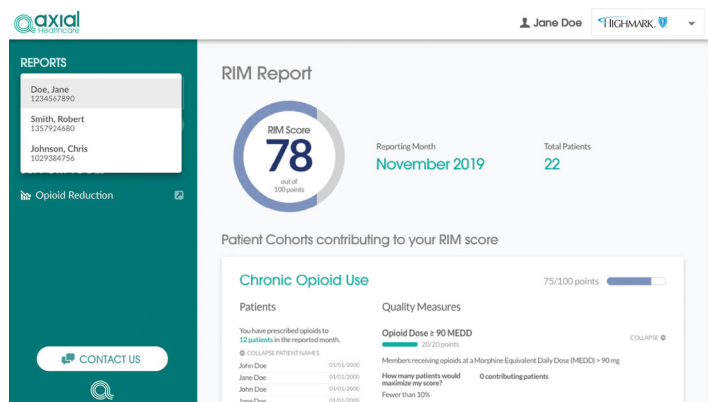 axial
Healthcare
Jane Doe
HIGHMARK.
REPORTS
Doe, Jane
1234567890
Smith, Robert
1357924680
Johnson, Chris
1029384756
Opioid Reduction
CONTACT US
RIM Report
RIM Score
78
out of
100 points
Reporting Month
November 2019
Total Patients
22
Patient Cohorts contributing to your RIM score
Chronic Opioid Use
75/100 points
Patients
You have prescribed opioids to
12 patients in the reported month.
COLLAPSE PATIENT NAMES
John Doe 01/01/2000
Jane Doe 01/01/2000
John Doe 01/01/2000
Jane Doe 01/01/2000
Quality Measures
Opioid Dose ≥ 90 MEDD
20/20 points
COLLAPSE
Members receiving opioids at a Morphine Equivalent Daily Dose (MEDD) > 90 mg
How many patients would
maximize my score?
0 contributing patients
Fewer than 10%